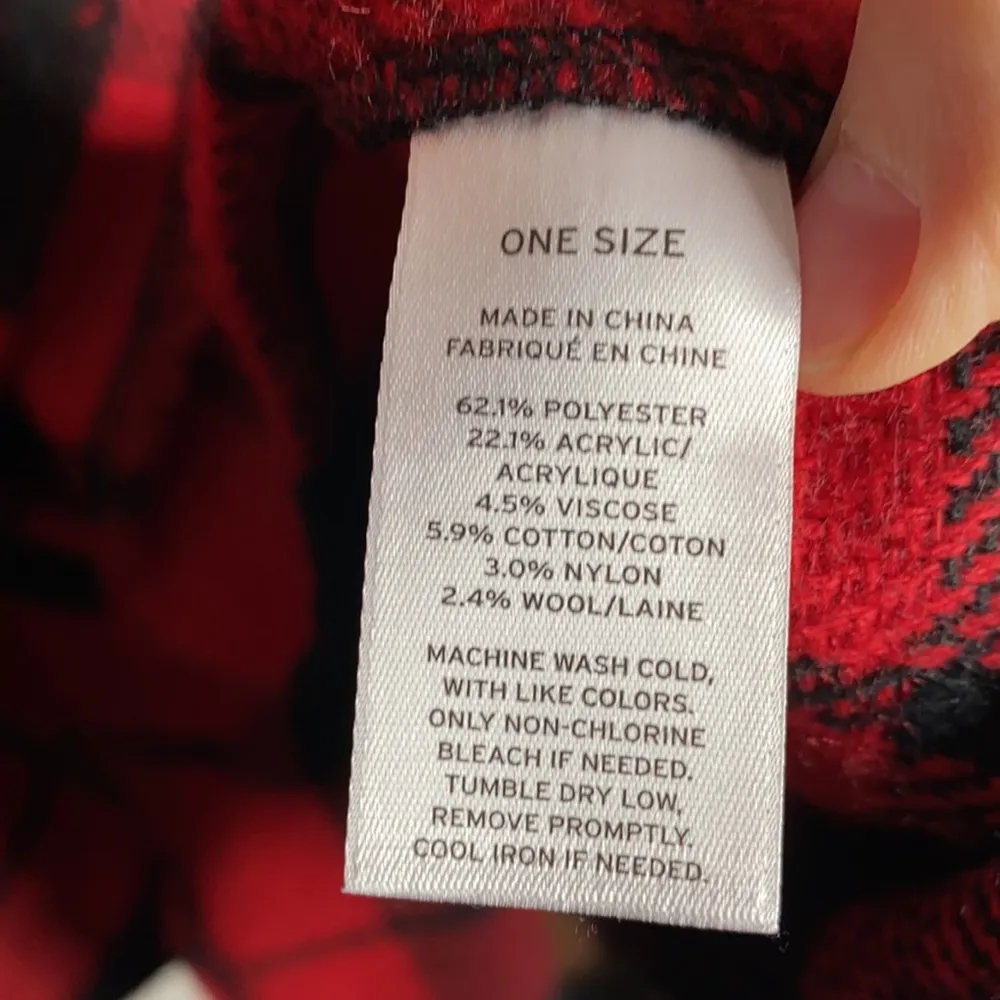 ONE SIZE
MADE IN CHINA
FABRIQUÉ EN CHINE
62.1% POLYESTER
22.1% ACRYLIC/
ACRYLIQUE
4.5% VISCOSE
5.9% COTTON/COTON
3.0% NYLON
2.4% WOOL/LAINE
MACHINE WASH COLD,
WITH LIKE COLORS.
ONLY NON-CHLORINE
BLEACH IF NEEDED.
TUMBLE DRY LOW,
REMOVE PROMPTLY.
COOL IRON IF NEEDED.